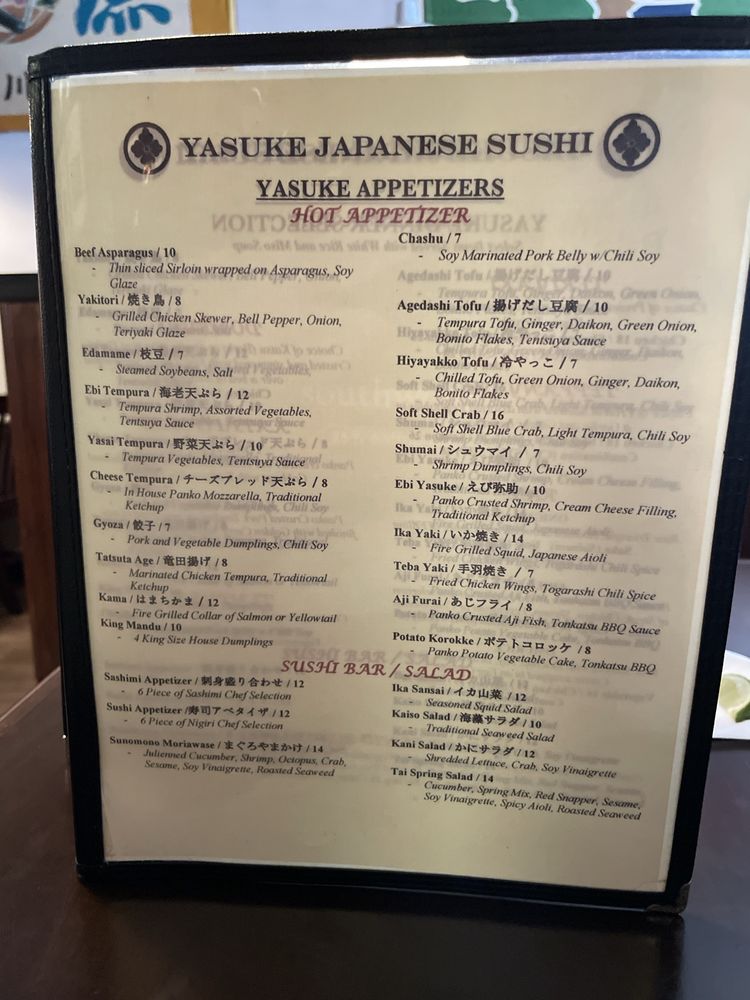 川
YASUKE JAPANESE SUSHI
YASUKE APPETIZERS
HOT APPETIZER
Beef Asparagus / 10
- Thin sliced Sirloin wrapped on Asparagus, Soy
Glaze
Yakitori / 焼き鳥 / 8
- Grilled Chicken Skewer, Bell Pepper, Onion,
Teriyaki Glaze
Edamame / 枝豆 / 7
- Steamed Soybeans, Salt
Ebi Tempura / 海老天ぷら / 12
- Tempura Shrimp, Assorted Vegetables,
Tentsuya Sauce
Yasai Tempura / 野菜天ぷら / 10
- Tempura Vegetables, Tentsuya Sauce
Cheese Tempura / チーズブレッド天ぷら / 8
- In House Panko Mozzarella, Traditional
Ketchup
Gyoza / 餃子 / 7
- Pork and Vegetable Dumplings, Chili Soy
Tatsuta Age / 竜田揚げ / 8
- Marinated Chicken Tempura, Traditional
Ketchup
Kama / はまちかま / 12
- Fire Grilled Collar of Salmon or Yellowtail
King Mandu / 10
- 4 King Size House Dumplings
Chashu / 7
- Soy Marinated Pork Belly w/Chili Soy
Agedashi Tofu / 揚げだし豆腐 / 10
- Tempura Tofu, Ginger, Daikon, Green Onion,
Bonito Flakes, Tentsuya Sauce
Hiyayakko Tofu / 冷やっこ / 7
- Chilled Tofu, Green Onion, Ginger, Daikon,
Bonito Flakes
Soft Shell Crab / 16
- Soft Shell Blue Crab, Light Tempura, Chili Soy
Shumai / シュウマイ / 7
- Shrimp Dumplings, Chili Soy
Ebi Yasuke / えび弥助 / 10
- Panko Crusted Shrimp, Cream Cheese Filling,
Traditional Ketchup
Ika Yaki / いか焼き / 14
- Fire Grilled Squid, Japanese Aioli
Teba Yaki / 手羽焼き / 7
- Fried Chicken Wings, Togarashi Chili Spice
Aji Furai / あじフライ / 8
- Panko Crusted Aji Fish, Tonkatsu BBQ Sauce
Potato Korokke / ポテトコロッケ / 8
- Panko Potato Vegetable Cake, Tonkatsu BBQ
SUSHI BAR / SALAD
Sashimi Appetizer / 刺身盛り合わせ / 12
- 6 Piece of Sashimi Chef Selection
Sushi Appetizer /寿司アペタイザ / 12
- 6 Piece of Nigiri Chef Selection
Sunomono Moriawase / まぐろやまかけ / 14
- Julienned Cucumber, Shrimp, Octopus, Crab,
Sesame, Soy Vinaigrette, Roasted Seaweed
Ika Sansai / イカ山菜 / 12
- Seasoned Squid Salad
Kaiso Salad / 海藻サラダ / 10
- Traditional Seaweed Salad
Kani Salad / かにサラダ / 12
- Shredded Lettuce, Crab, Soy Vinaigrette
Tai Spring Salad / 14
- Cucumber, Spring Mix, Red Snapper, Sesame,
Soy Vinaigrette, Spicy Aioli, Roasted Seaweed